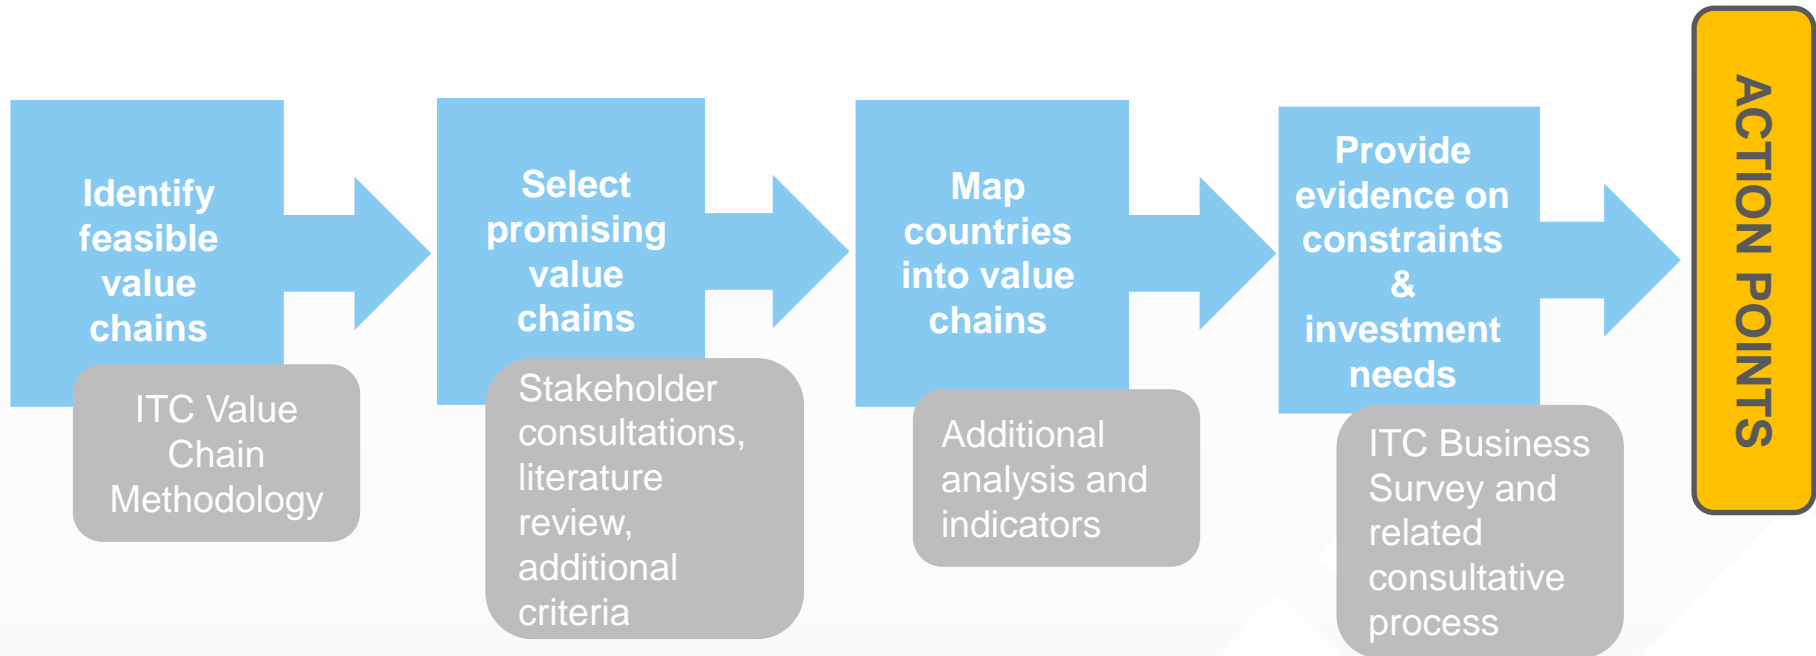 Identify
feasible
value
chains
ITC Value
Chain
Methodology
Select
promising
value
chains
Stakeholder
consultations,
literature
review,
additional
criteria
Map
countries
into value
chains
Additional
analysis and
indicators
Provide
evidence on
constraints
&
investment
needs
ITC Business
Survey and
related
consultative
process
ACTION POINTS